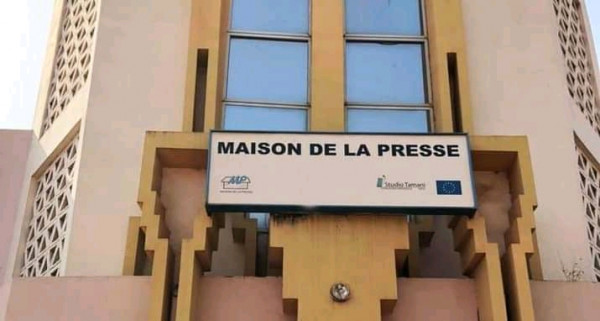 MAISON DE LA PRESSE
MP
Studio Tamani